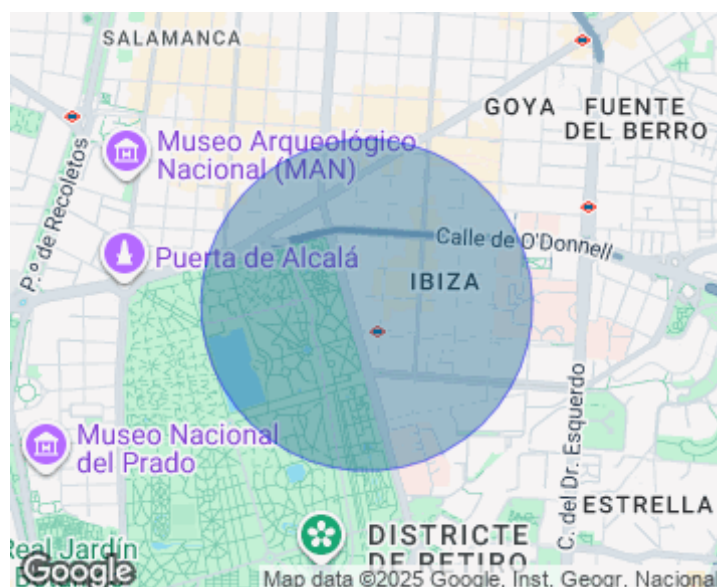 SALAMANCA
GOYA
FUENTE
DEL BERRO
Museo Arqueológico
Nacional (MAN)
P.º de Recoletos
Puerta de Alcalá
Calle de O'Donnell
IBIZA
Museo Nacional
del Prado
C. del Dr. Esquerdo
ESTRELLA
DISTRICTE
DE RETIRO
Real Jardín
Google
Map data ©2025 Google, Inst. Geogr. Nacional